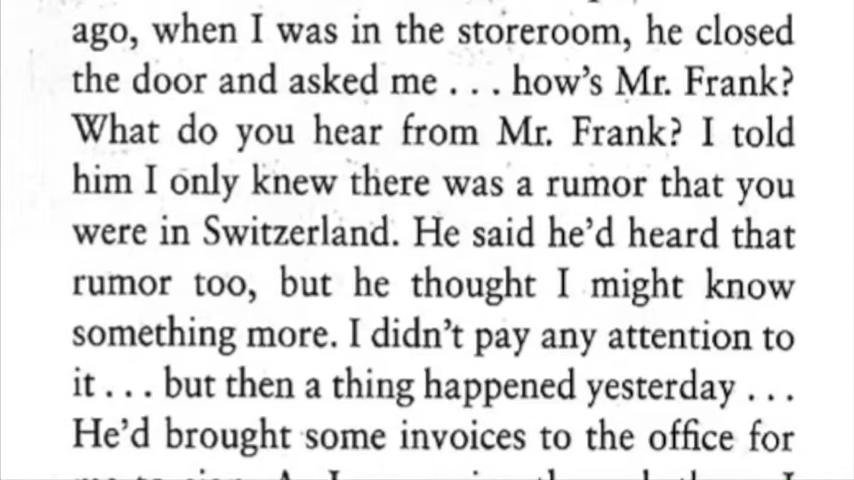 ago, when I was in the storeroom, he closed
the door and asked me . . . how's Mr. Frank?
What do you hear from Mr. Frank? I told
him I only knew there was a rumor that you
were in Switzerland. He said he'd heard that
rumor too, but he thought I might know
something more. I didn't pay any attention to
it . . . but then a thing happened yesterday . . .
He'd brought some invoices to the office for